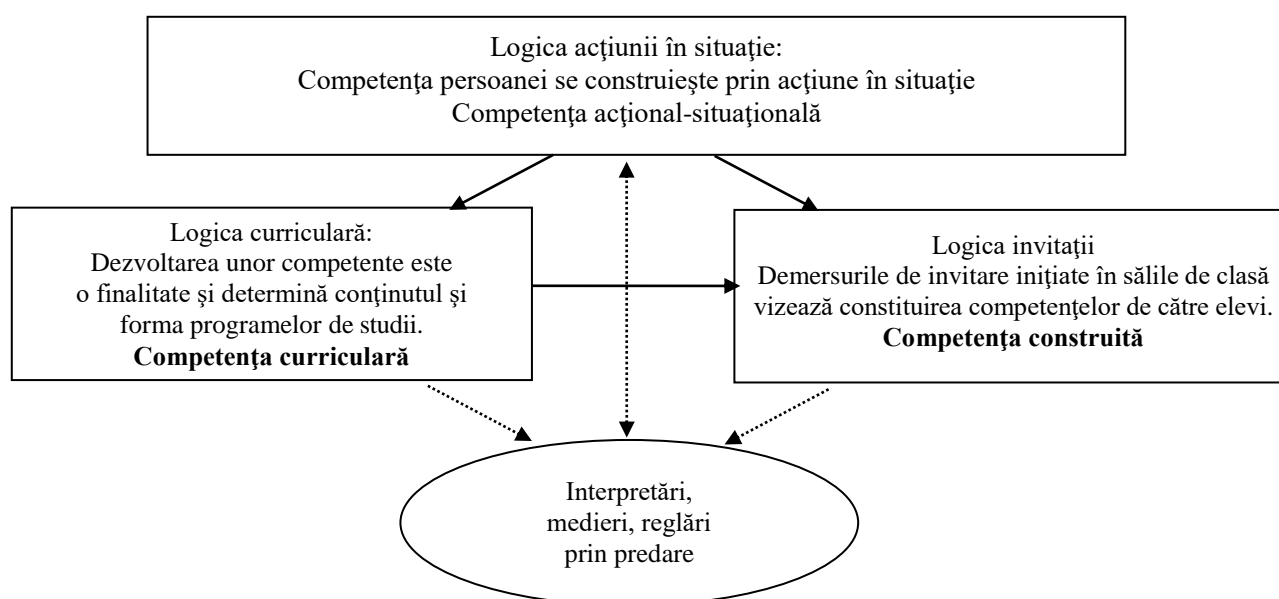 Logica acţiunii în situaţie:
Competenţa persoanei se construieşte prin acţiune în situaţie
Competenţa acţional-situaţională
Logica curriculară:
Dezvoltarea unor competente este
o finalitate şi determină conţinutul şi
forma programelor de studii.
Competenţa curriculară
Logica invitaţii
Demersurile de invitare iniţiate în sălile de clasă
vizează constituirea competenţelor de către elevi.
Competenţa construită
Interpretări,
medieri, reglări
prin predare